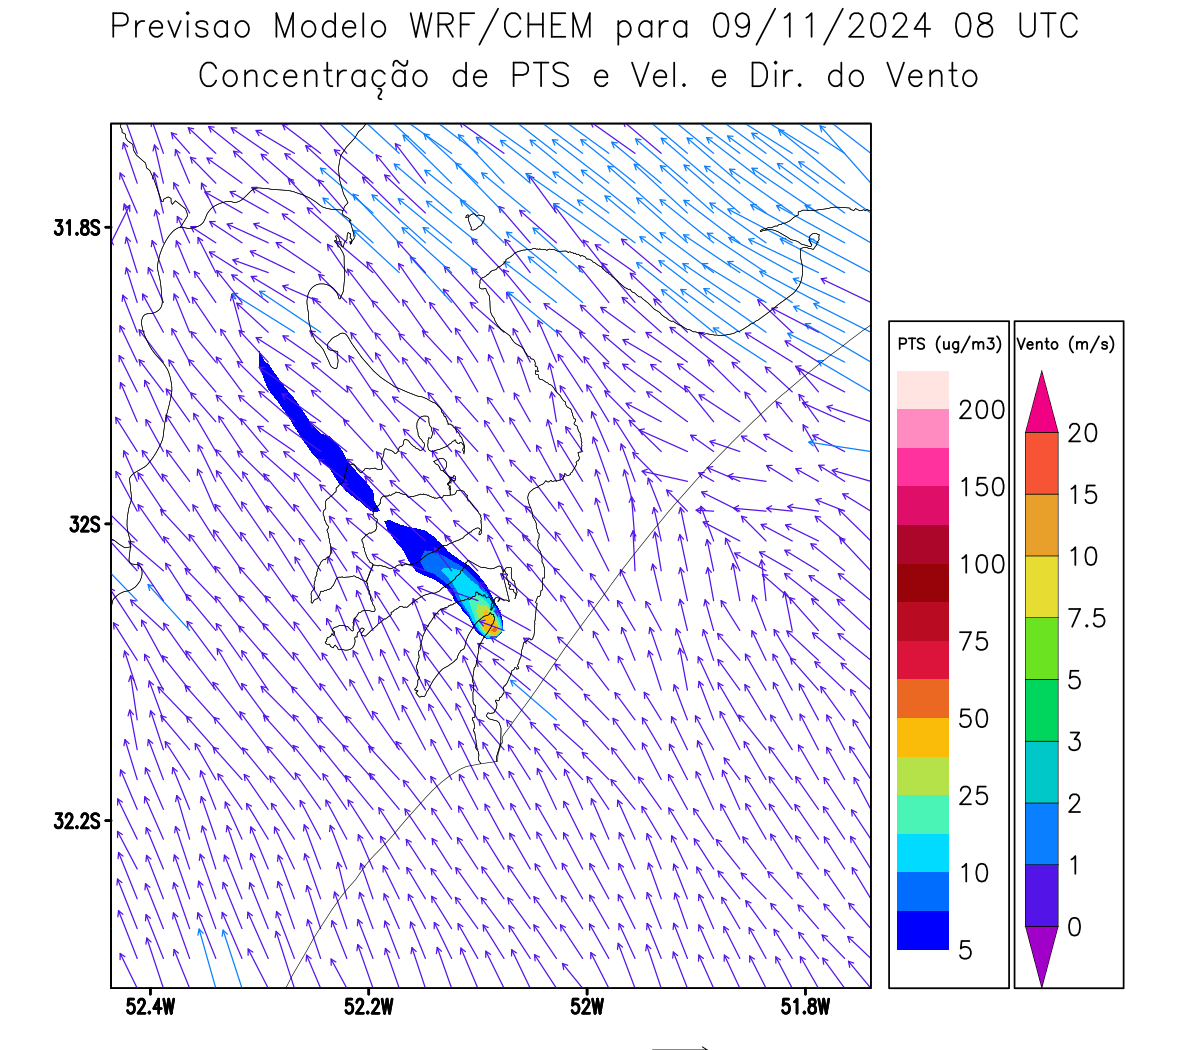 Previsao Modelo WRF/CHEM para 09/11/2024 08 UTC
Concentração de PTS e Vel. e Dir. do Vento
31.8S
32S
32.2S
52.4W
52.2W
52W
51.8W
PTS (ug/m3)
200
150
100
75
50
25
10
5
Vento (m/s)
20
15
10
7.5
5
3
2
1
0